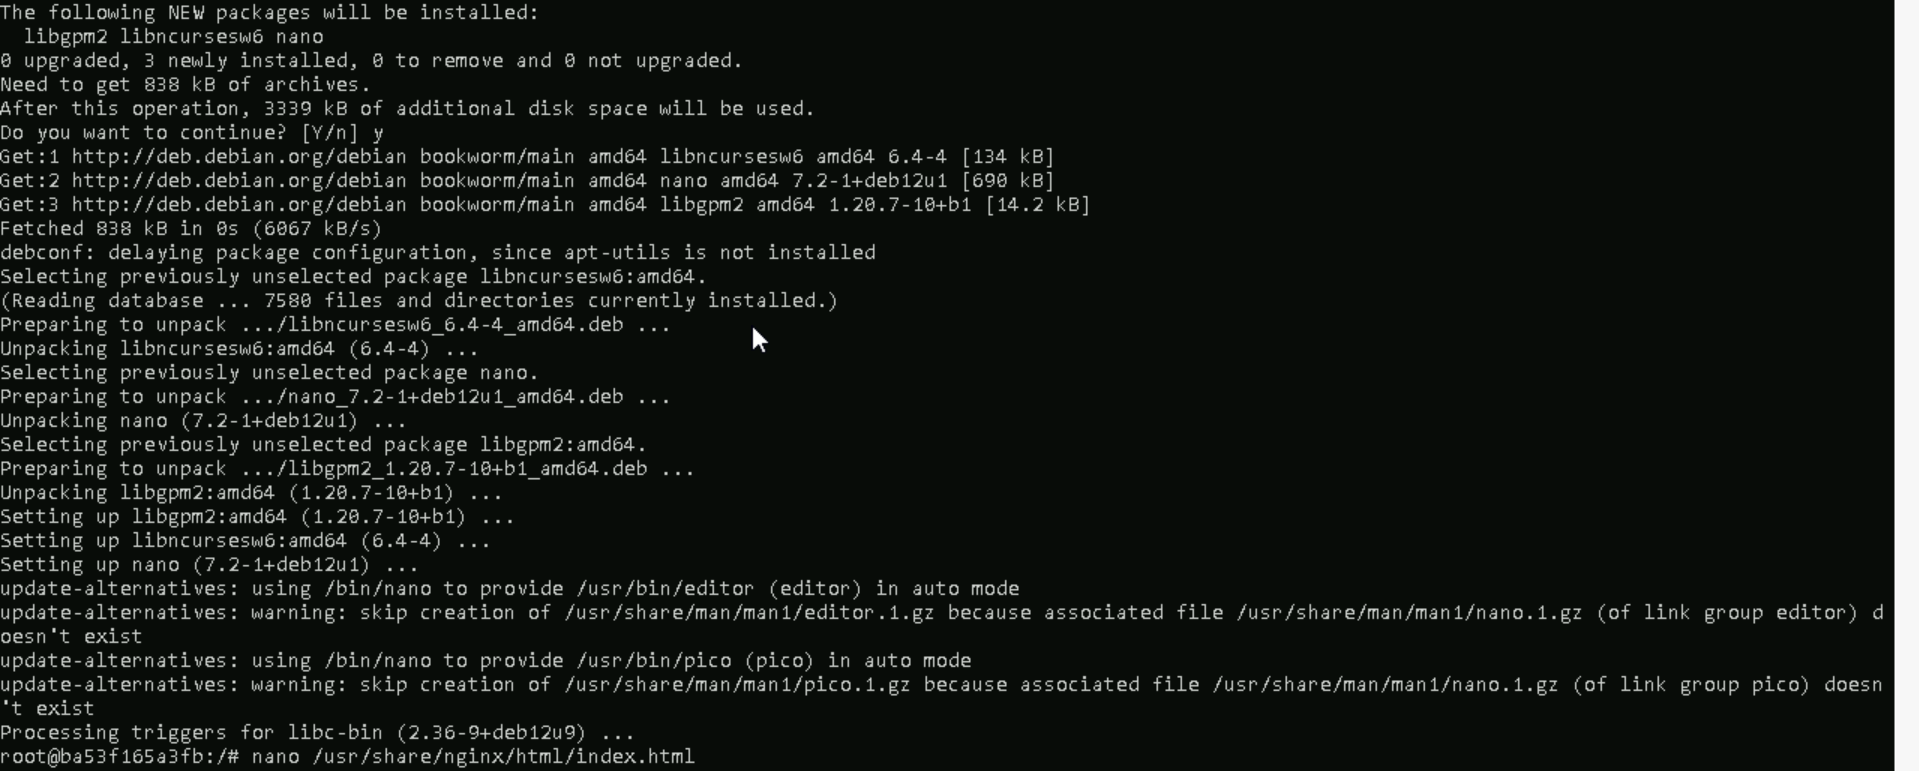 The following NEW packages will be installed:
  libgpm2 libncursesw6 nano
0 upgraded, 3 newly installed, 0 to remove and 0 not upgraded.
Need to get 838 kB of archives.
After this operation, 3339 kB of additional disk space will be used.
Do you want to continue? [Y/n] y
Get:1 http://deb.debian.org/debian bookworm/main amd64 libncursesw6 amd64 6.4-4 [134 kB]
Get:2 http://deb.debian.org/debian bookworm/main amd64 nano amd64 7.2-1+deb12u1 [690 kB]
Get:3 http://deb.debian.org/debian bookworm/main amd64 libgpm2 amd64 1.20.7-10+b1 [14.2 kB]
Fetched 838 kB in 0s (6067 kB/s)
debconf: delaying package configuration, since apt-utils is not installed
Selecting previously unselected package libncursesw6:amd64.
(Reading database ... 7580 files and directories currently installed.)
Preparing to unpack .../libncursesw6_6.4-4_amd64.deb ...
Unpacking libncursesw6:amd64 (6.4-4) ...
Selecting previously unselected package nano.
Preparing to unpack .../nano_7.2-1+deb12u1_amd64.deb ...
Unpacking nano (7.2-1+deb12u1) ...
Selecting previously unselected package libgpm2:amd64.
Preparing to unpack .../libgpm2_1.20.7-10+b1_amd64.deb ...
Unpacking libgpm2:amd64 (1.20.7-10+b1) ...
Setting up libgpm2:amd64 (1.20.7-10+b1) ...
Setting up libncursesw6:amd64 (6.4-4) ...
Setting up nano (7.2-1+deb12u1) ...
update-alternatives: using /bin/nano to provide /usr/bin/editor (editor) in auto mode
update-alternatives: warning: skip creation of /usr/share/man/man1/editor.1.gz because associated file /usr/share/man/man1/nano.1.gz (of link group editor) d
oesn't exist
update-alternatives: using /bin/nano to provide /usr/bin/pico (pico) in auto mode
update-alternatives: warning: skip creation of /usr/share/man/man1/pico.1.gz because associated file /usr/share/man/man1/nano.1.gz (of link group pico) doesn
't exist
Processing triggers for libc-bin (2.36-9+deb12u9) ...
root@ba53f165a3fb:/# nano /usr/share/nginx/html/index.html